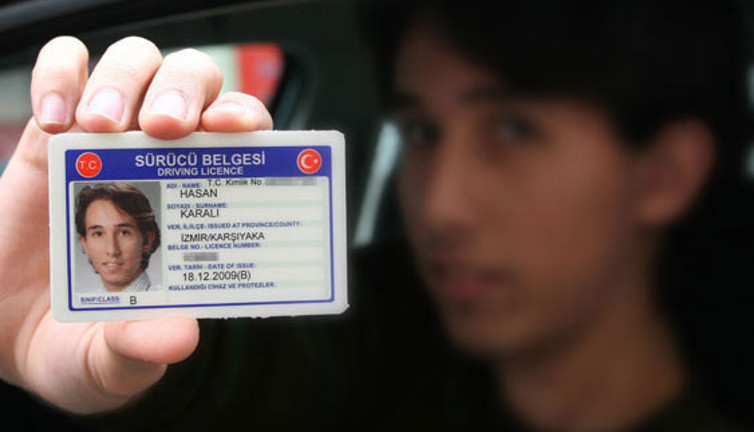 T.C.
SÜRÜCÜ BELGESİ
DRIVING LICENCE
ADI - NAME: T.C. Kimlik No
HASAN
SOYADI - SURNAME:
KARALI
VER. İL/İLÇE- ISSUED AT PROVINCE/COUNTY:
İZMİR/KARŞIYAKA
BELGE NO - LICENCE NUMBER:
VER. TARİH - DATE OF ISSUE:
18.12.2009(B)
KULLANDIĞI CİHAZ VE PROTEZLER:
SINIF/CLASS: B